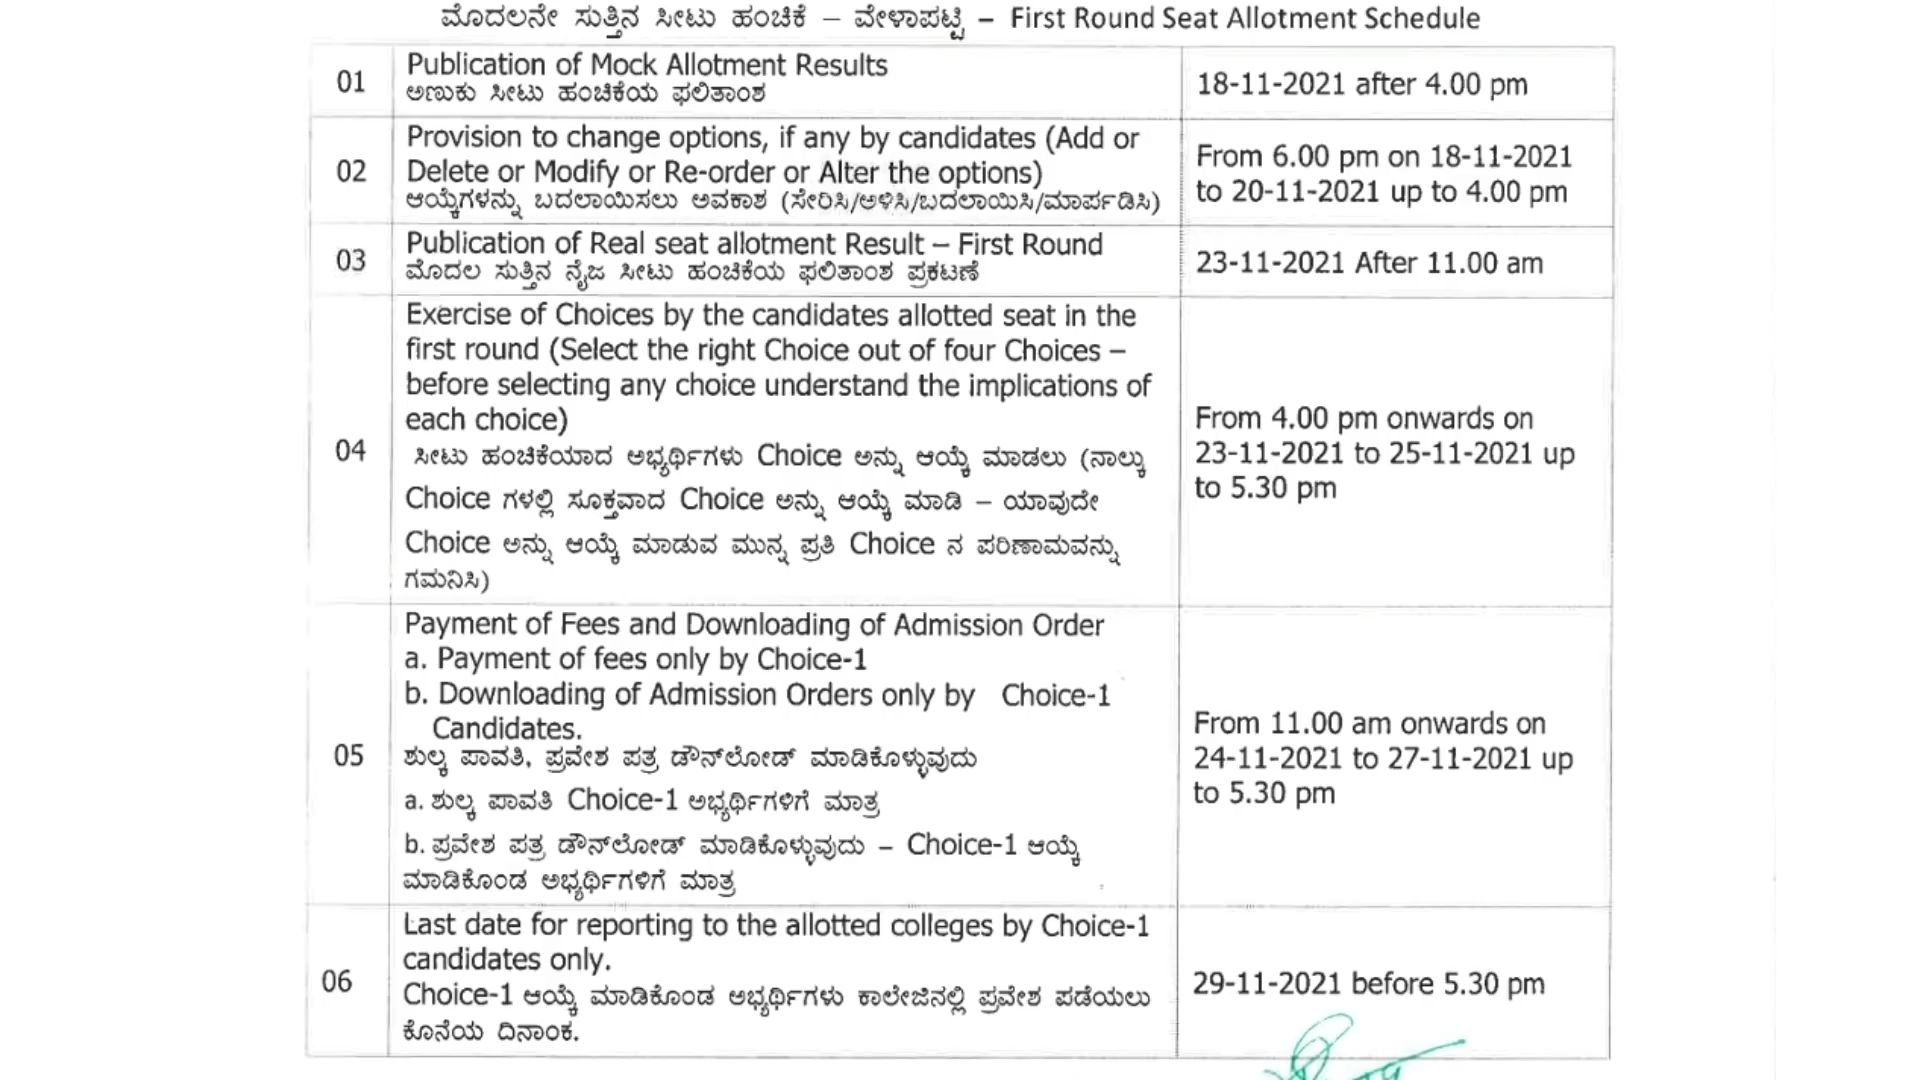 ಮೊದಲನೇ ಸುತ್ತಿನ ಸೀಟು ಹಂಚಿಕೆ – ವೇಳಾಪಟ್ಟಿ – First Round Seat Allotment Schedule
01
Publication of Mock Allotment Results
ಅಣುಕು ಸೀಟು ಹಂಚಿಕೆಯ ಫಲಿತಾಂಶ
18-11-2021 after 4.00 pm
02
Provision to change options, if any by candidates (Add or
Delete or Modify or Re-order or Alter the options)
ಆಯ್ಕೆಗಳನ್ನು ಬದಲಾಯಿಸಲು ಅವಕಾಶ (ಸೇರಿಸಿ/ಅಳಿಸಿ/ಬದಲಾಯಿಸಿ/ಮಾರ್ಪಡಿಸಿ)
From 6.00 pm on 18-11-2021
to 20-11-2021 up to 4.00 pm
03
Publication of Real seat allotment Result – First Round
ಮೊದಲ ಸುತ್ತಿನ ನೈಜ ಸೀಟು ಹಂಚಿಕೆಯ ಫಲಿತಾಂಶ ಪ್ರಕಟಣೆ
23-11-2021 After 11.00 am
04
Exercise of Choices by the candidates allotted seat in the
first round (Select the right Choice out of four Choices –
before selecting any choice understand the implications of
each choice)
ಸೀಟು ಹಂಚಿಕೆಯಾದ ಅಭ್ಯರ್ಥಿಗಳು Choice ಅನ್ನು ಆಯ್ಕೆ ಮಾಡಲು (ನಾಲ್ಕು
Choice ಗಳಲ್ಲಿ ಸೂಕ್ತವಾದ Choice ಅನ್ನು ಆಯ್ಕೆ ಮಾಡಿ – ಯಾವುದೇ
Choice ಅನ್ನು ಆಯ್ಕೆ ಮಾಡುವ ಮುನ್ನ ಪ್ರತಿ Choice ನ ಪರಿಣಾಮವನ್ನು
ಗಮನಿಸಿ)
From 4.00 pm onwards on
23-11-2021 to 25-11-2021 up
to 5.30 pm
05
Payment of Fees and Downloading of Admission Order
a. Payment of fees only by Choice-1
b. Downloading of Admission Orders only by Choice-1
Candidates.
ಶುಲ್ಕ ಪಾವತಿ, ಪ್ರವೇಶ ಪತ್ರ ಡೌನ್‌ಲೋಡ್ ಮಾಡಿಕೊಳ್ಳುವುದು
a. ಶುಲ್ಕ ಪಾವತಿ Choice-1 ಅಭ್ಯರ್ಥಿಗಳಿಗೆ ಮಾತ್ರ
b. ಪ್ರವೇಶ ಪತ್ರ ಡೌನ್‌ಲೋಡ್ ಮಾಡಿಕೊಳ್ಳುವುದು – Choice-1 ಆಯ್ಕೆ
ಮಾಡಿಕೊಂಡ ಅಭ್ಯರ್ಥಿಗಳಿಗೆ ಮಾತ್ರ
From 11.00 am onwards on
24-11-2021 to 27-11-2021 up
to 5.30 pm
06
Last date for reporting to the allotted colleges by Choice-1
candidates only.
Choice-1 ಆಯ್ಕೆ ಮಾಡಿಕೊಂಡ ಅಭ್ಯರ್ಥಿಗಳು ಕಾಲೇಜಿನಲ್ಲಿ ಪ್ರವೇಶ ಪಡೆಯಲು
ಕೊನೆಯ ದಿನಾಂಕ.
29-11-2021 before 5.30 pm